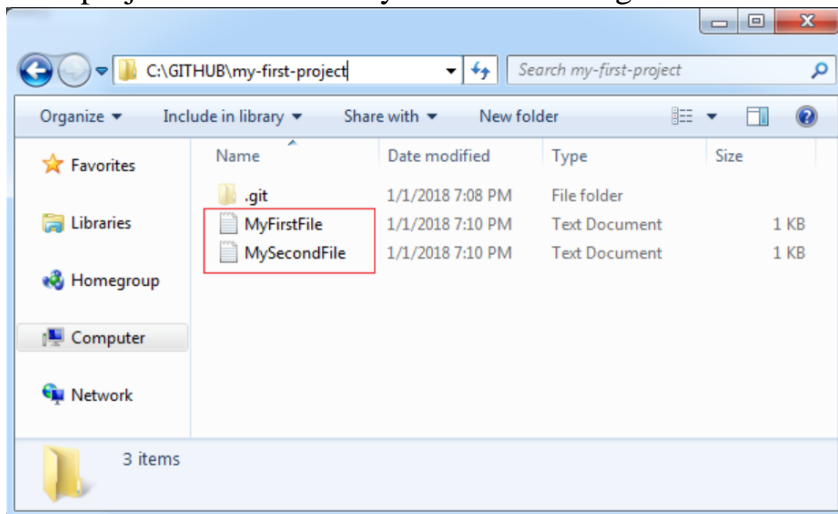 C:\GITHUB\my-first-project
Search my-first-project
Organize
Include in library
Share with
New folder
Name
Date modified
Type
Size
Favorites
Libraries
Homegroup
Computer
Network
.git
1/1/2018 7:08 PM
File folder
MyFirstFile
1/1/2018 7:10 PM
Text Document
1 KB
MySecondFile
1/1/2018 7:10 PM
Text Document
1 KB
3 items